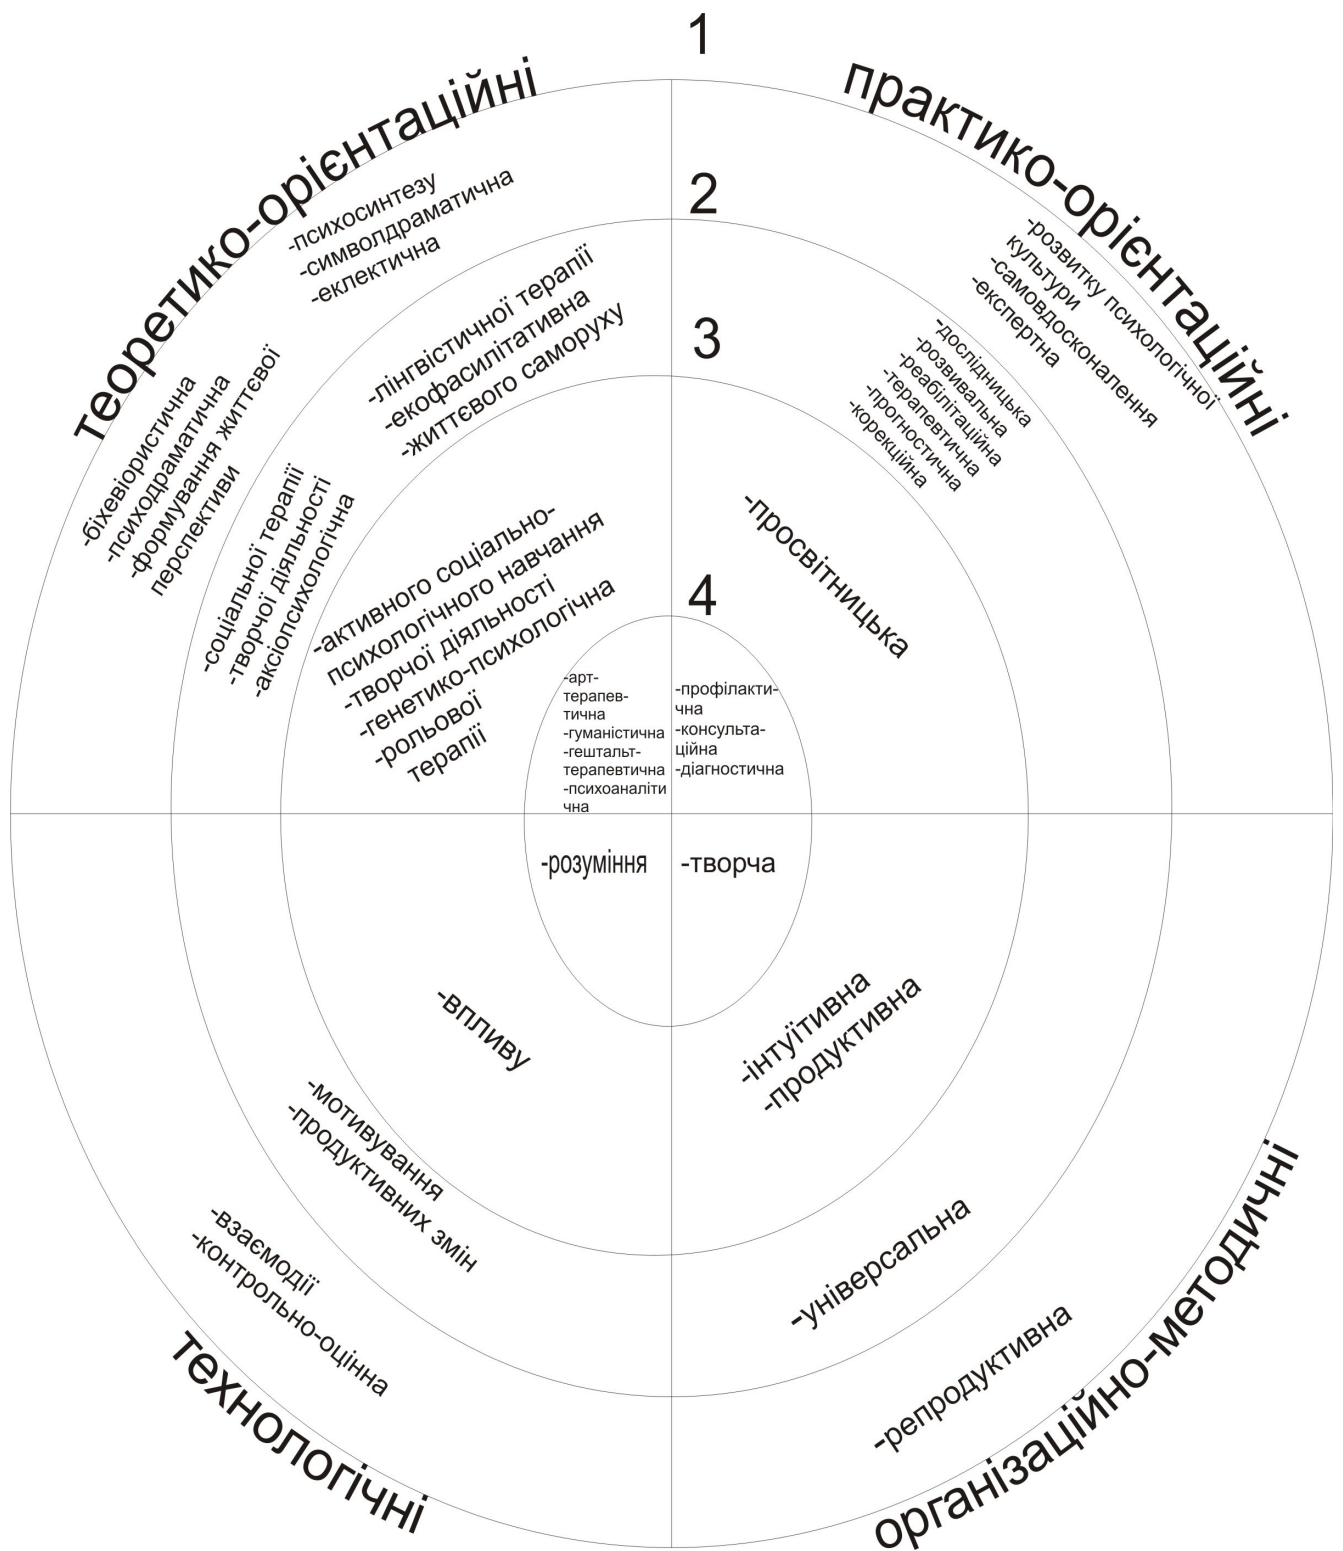 1
теоретико-орієнтаційні
практико-орієнтаційні
-психосинтезу
-символдраматична
-еклектична
-біхевіористична
-психодраматична
-формування життєвої
перспективи
-розвитку психологічної
культури
-самовдосконалення
-експертна
2
-лінгвістичної терапії
-екофасилітативна
-життєвого саморуху
-соціальної терапії
-творчої діяльності
-аксіопсихологічна
-дослідницька
-розвивальна
-реабілітаційна
-терапевтична
-прогностична
-корекційна
3
-активного соціально-
психологічного навчання
-творчої діяльності
-генетико-психологічна
-рольової
терапії
-просвітницька
4
-арт-
терапев-
тична
-гуманістична
-гештальт-
терапевтична
-психоаналіти
чна
-профілакти-
чна
-консульта-
ційна
-діагностична
-розуміння
-творча
-впливу
-інтуїтивна
-продуктивна
-мотивування
-продуктивних змін
-універсальна
-взаємодії
-контрольно-оцінна
-репродуктивна
технологічні
організаційно-методичні